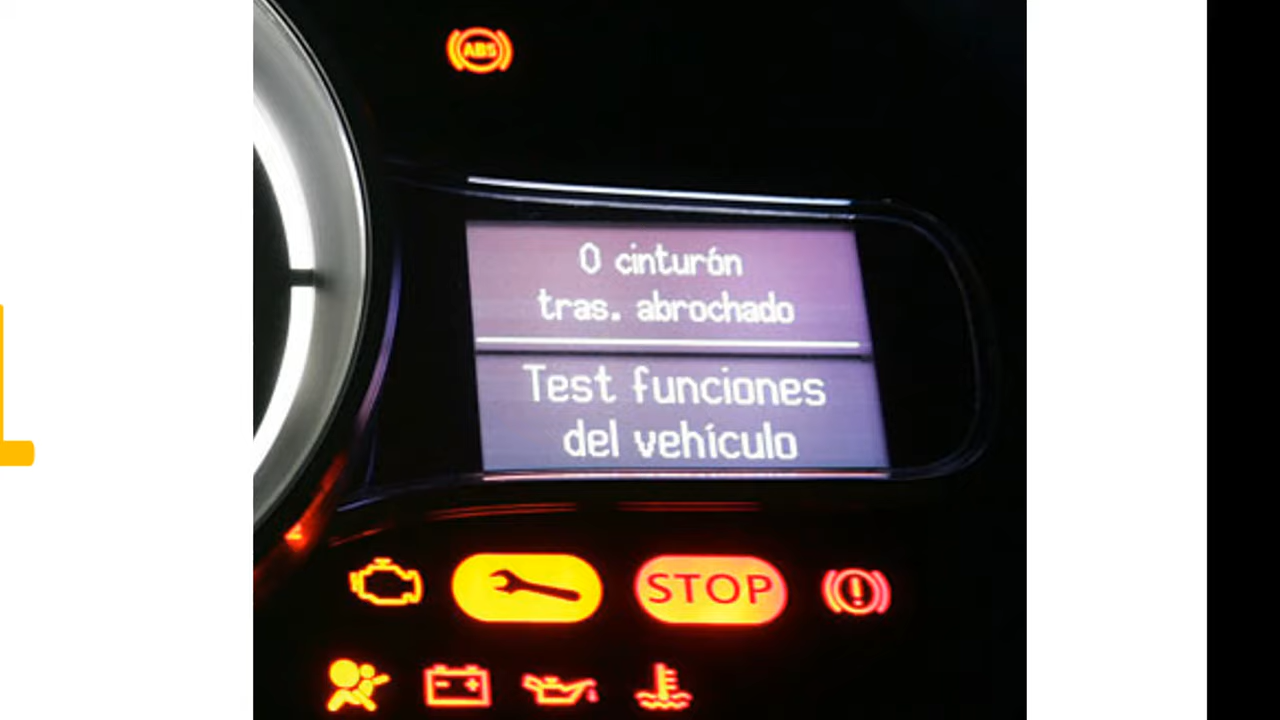 ABS
0 cinturón
tras. abrochado
Test funciones
del vehículo
STOP